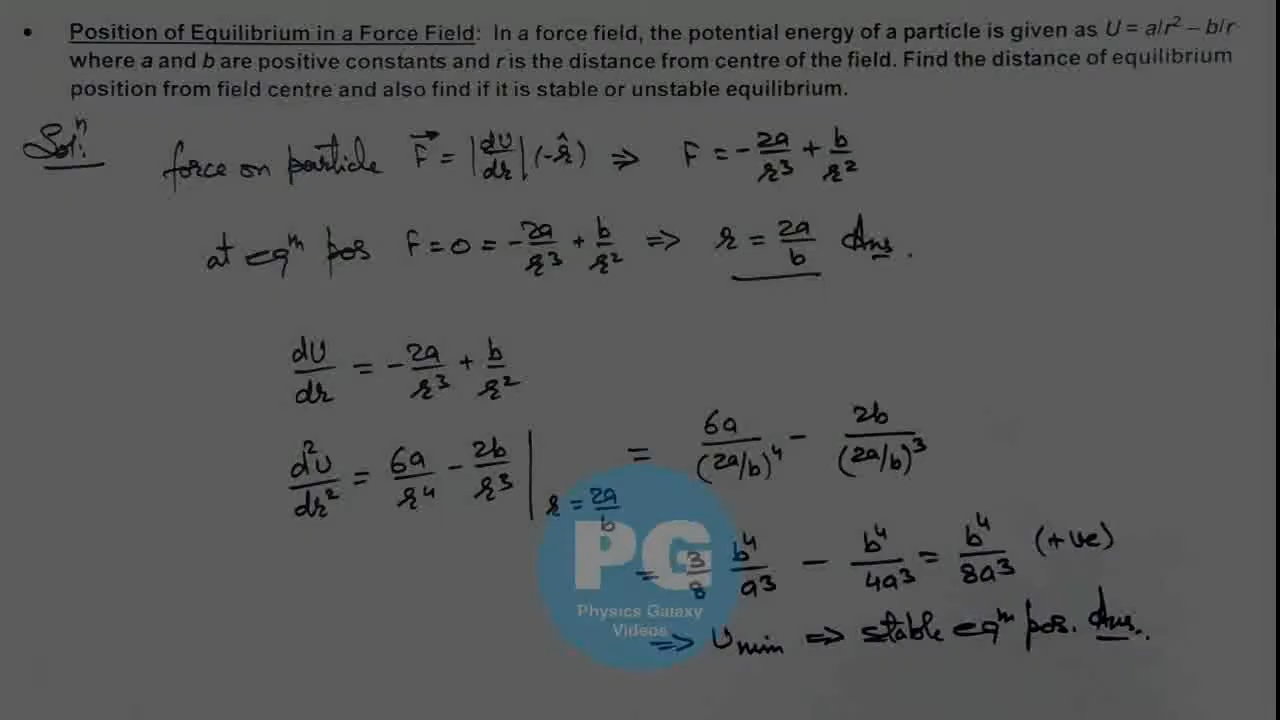 • Position of Equilibrium in a Force Field: In a force field, the potential energy of a particle is given as U = a/r² – b/r
where a and b are positive constants and r is the distance from centre of the field. Find the distance of equilibrium
position from field centre and also find if it is stable or unstable equilibrium.
Solⁿ:
force on particle F⃗ = |dU/dr| (-r̂) ⇒ F = -2a/r³ + b/r²
at eqᵐ pos F = 0 = -2a/r³ + b/r² ⇒ r = 2a/b Ans.
dU/dr = -2a/r³ + b/r²
d²U/dr² = 6a/r⁴ - 2b/r³ | r = 2a/b = 6a/(2a/b)⁴ - 2b/(2a/b)³
= 3/8 b⁴/a³ - b⁴/4a³ = b⁴/8a³ (+ve)
⇒ Umin ⇒ stable eqᵐ pos. Ans..
PG
Physics Galaxy
Videos